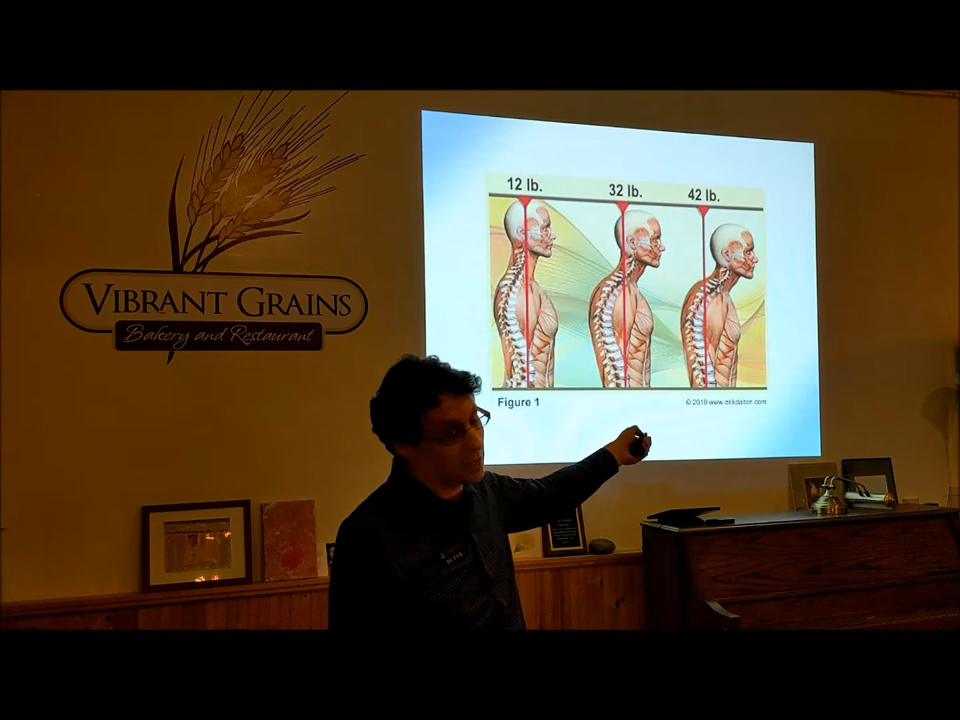 VIBRANT GRAINS
Bakery and Restaurant
12 lb.
32 lb.
42 lb.
Figure 1
© 2010 www.erikdalton.com